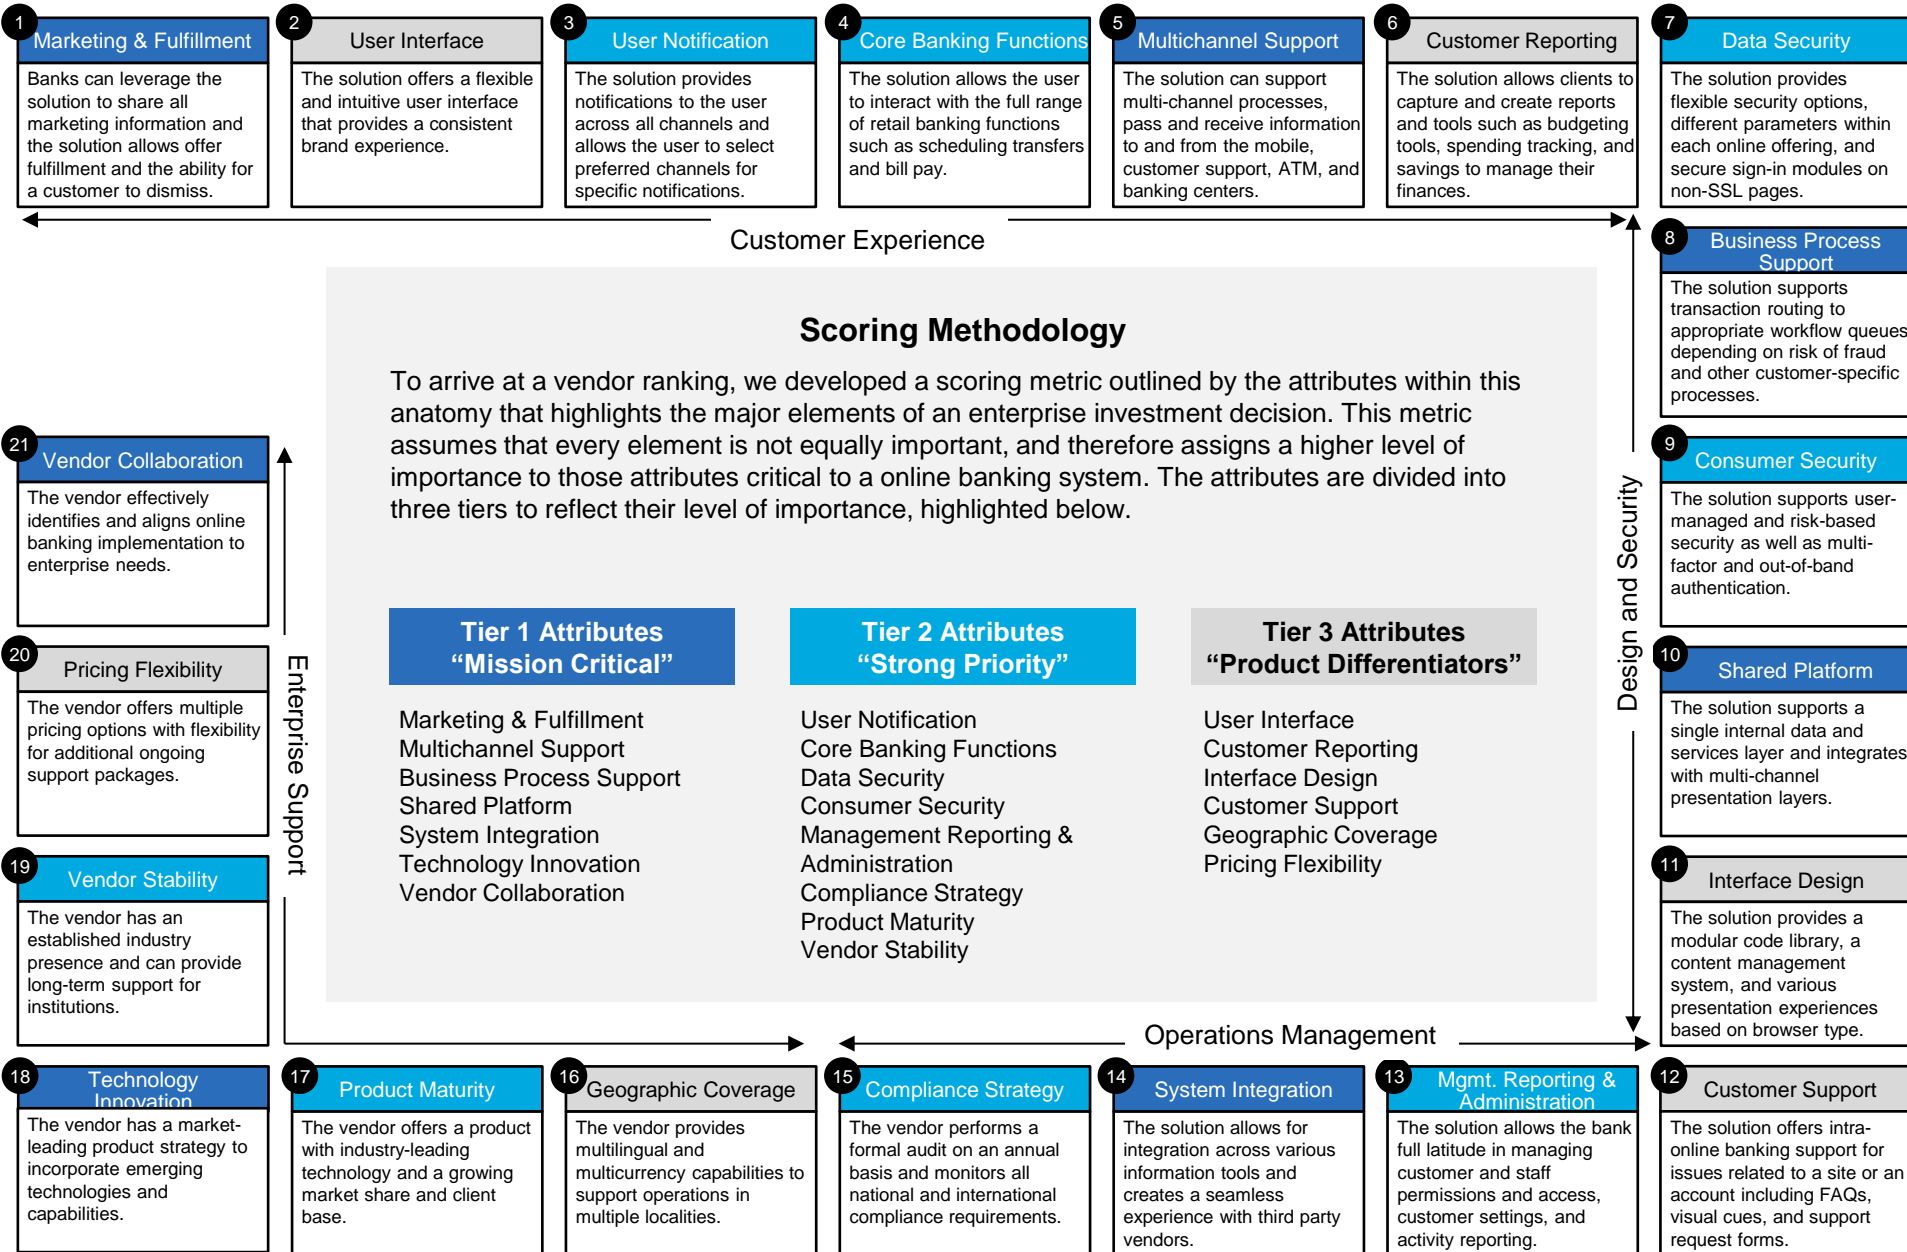 1
Marketing & Fulfillment
Banks can leverage the
solution to share all
marketing information and
the solution allows offer
fulfillment and the ability for
a customer to dismiss.
2
User Interface
The solution offers a flexible
and intuitive user interface
that provides a consistent
brand experience.
3
User Notification
The solution provides
notifications to the user
across all channels and
allows the user to select
preferred channels for
specific notifications.
4
Core Banking Functions
The solution allows the user
to interact with the full range
of retail banking functions
such as scheduling transfers
and bill pay.
5
Multichannel Support
The solution can support
multi-channel processes,
pass and receive information
to and from the mobile,
customer support, ATM, and
banking centers.
6
Customer Reporting
The solution allows clients to
capture and create reports
and tools such as budgeting
tools, spending tracking, and
savings to manage their
finances.
7
Data Security
The solution provides
flexible security options,
different parameters within
each online offering, and
secure sign-in modules on
non-SSL pages.
Customer Experience
8
Business Process
Support
The solution supports
transaction routing to
appropriate workflow queues
depending on risk of fraud
and other customer-specific
processes.
9
Consumer Security
The solution supports user-
managed and risk-based
security as well as multi-
factor and out-of-band
authentication.
Design and Security
10
Shared Platform
The solution supports a
single internal data and
services layer and integrates
with multi-channel
presentation layers.
11
Interface Design
The solution provides a
modular code library, a
content management
system, and various
presentation experiences
based on browser type.
Scoring Methodology
To arrive at a vendor ranking, we developed a scoring metric outlined by the attributes within this
anatomy that highlights the major elements of an enterprise investment decision. This metric
assumes that every element is not equally important, and therefore assigns a higher level of
importance to those attributes critical to a online banking system. The attributes are divided into
three tiers to reflect their level of importance, highlighted below.
Tier 1 Attributes
“Mission Critical”
Marketing & Fulfillment
Multichannel Support
Business Process Support
Shared Platform
System Integration
Technology Innovation
Vendor Collaboration
Tier 2 Attributes
“Strong Priority”
User Notification
Core Banking Functions
Data Security
Consumer Security
Management Reporting &
Administration
Compliance Strategy
Product Maturity
Vendor Stability
Tier 3 Attributes
“Product Differentiators”
User Interface
Customer Reporting
Interface Design
Customer Support
Geographic Coverage
Pricing Flexibility
21
Vendor Collaboration
The vendor effectively
identifies and aligns online
banking implementation to
enterprise needs.
20
Pricing Flexibility
The vendor offers multiple
pricing options with flexibility
for additional ongoing
support packages.
Enterprise Support
19
Vendor Stability
The vendor has an
established industry
presence and can provide
long-term support for
institutions.
Operations Management
18
Technology
Innovation
The vendor has a market-
leading product strategy to
incorporate emerging
technologies and
capabilities.
17
Product Maturity
The vendor offers a product
with industry-leading
technology and a growing
market share and client
base.
16
Geographic Coverage
The vendor provides
multilingual and
multicurrency capabilities to
support operations in
multiple localities.
15
Compliance Strategy
The vendor performs a
formal audit on an annual
basis and monitors all
national and international
compliance requirements.
14
System Integration
The solution allows for
integration across various
information tools and
creates a seamless
experience with third party
vendors.
13
Mgmt. Reporting &
Administration
The solution allows the bank
full latitude in managing
customer and staff
permissions and access,
customer settings, and
activity reporting.
12
Customer Support
The solution offers intra-
online banking support for
issues related to a site or an
account including FAQs,
visual cues, and support
request forms.